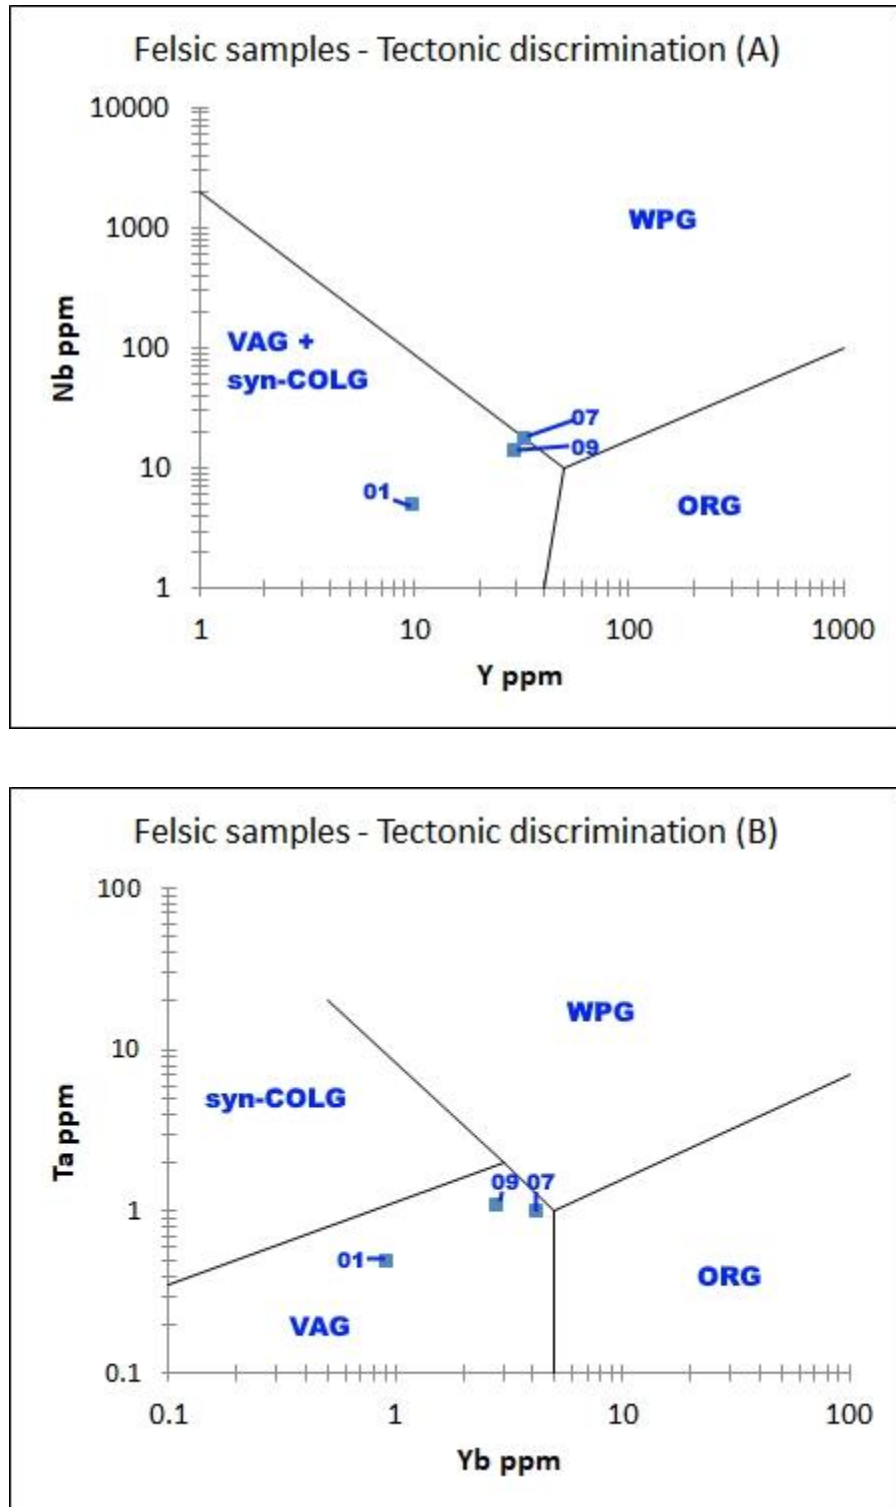 Felsic samples - Tectonic discrimination (A)
10000
1000
100
10
1
Nb ppm
WPG
VAG +
syn-COLG
07
09
01
ORG
1 10 100 1000
Y ppm
Felsic samples - Tectonic discrimination (B)
100
10
1
0.1
Ta ppm
WPG
syn-COLG
09 07
01
ORG
VAG
0.1 1 10 100
Yb ppm